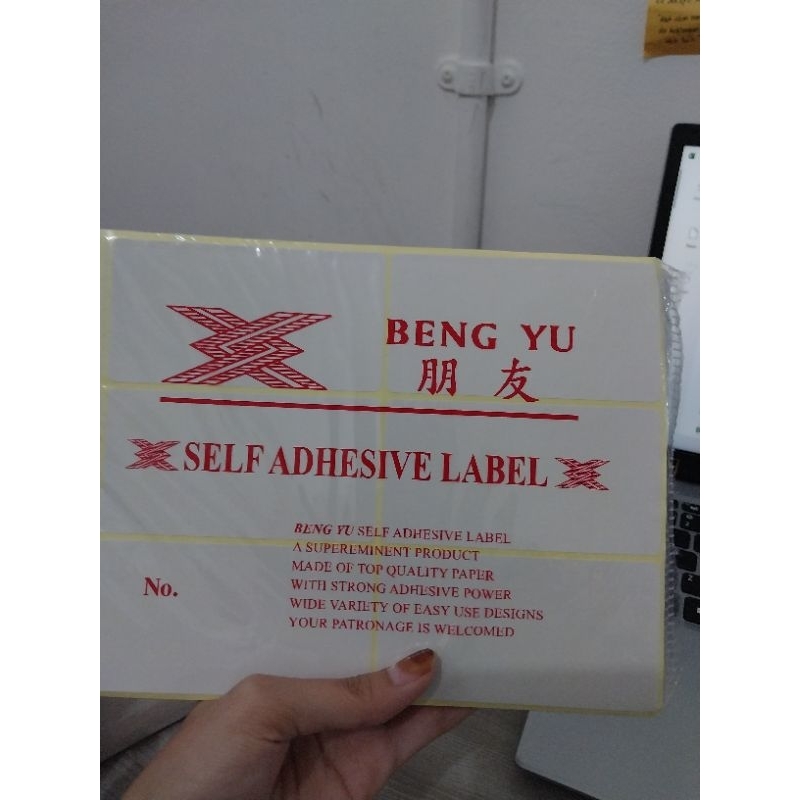 BENG YU
朋友
SELF ADHESIVE LABEL
BENG YU SELF ADHESIVE LABEL
A SUPEREMINENT PRODUCT
MADE OF TOP QUALITY PAPER
WITH STRONG ADHESIVE POWER
WIDE VARIETY OF EASY USE DESIGNS
YOUR PATRONAGE IS WELCOMED
No.